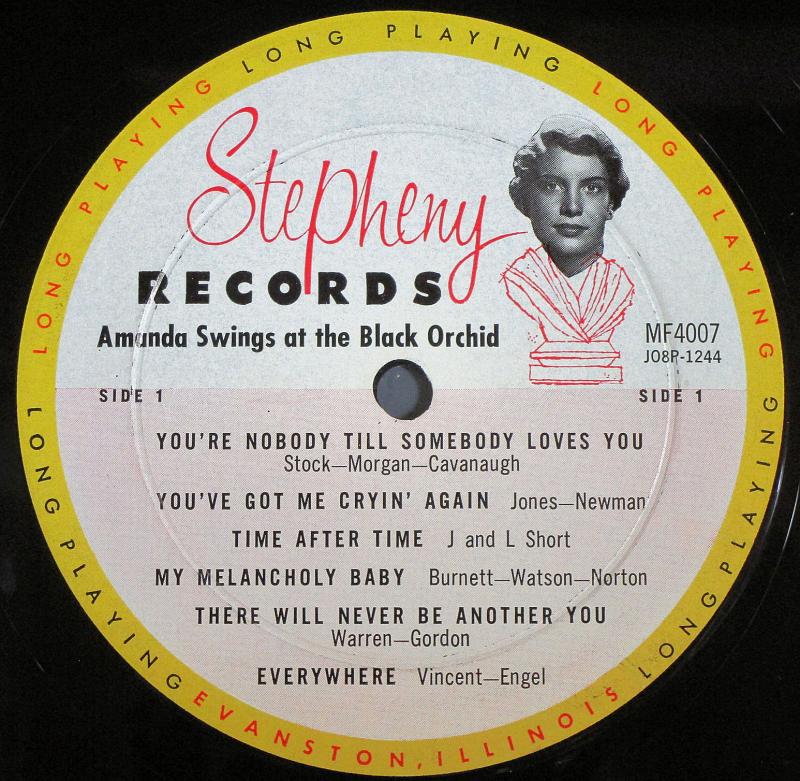 LONG PLAYING LONG PLAYING LONG PLAYING LONG PLAYING LONG PLAYING LONG PLAYING
Stepheny
RECORDS
Amanda Swings at the Black Orchid
MF4007
JO8P-1244
SIDE 1
SIDE 1
YOU'RE NOBODY TILL SOMEBODY LOVES YOU
Stock—Morgan—Cavanaugh
YOU'VE GOT ME CRYIN' AGAIN Jones—Newman
TIME AFTER TIME J and L Short
MY MELANCHOLY BABY Burnett—Watson—Norton
THERE WILL NEVER BE ANOTHER YOU
Warren—Gordon
EVERYWHERE Vincent—Engel
EVANSTON, ILLINOIS